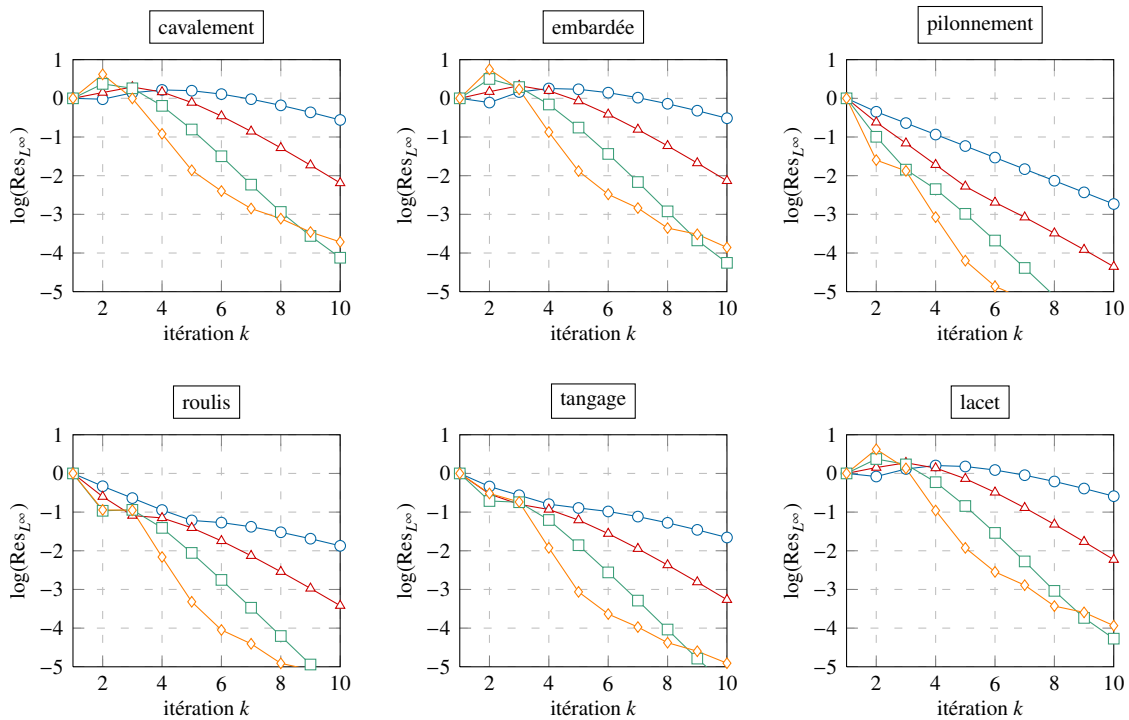 cavalement
embardée
pilonnement
1
0
−1
−2
−3
−4
−5
log(Res_{L^∞})
2 4 6 8 10
itération k
1
0
−1
−2
−3
−4
−5
log(Res_{L^∞})
2 4 6 8 10
itération k
1
0
−1
−2
−3
−4
−5
log(Res_{L^∞})
2 4 6 8 10
itération k
roulis
tangage
lacet
1
0
−1
−2
−3
−4
−5
log(Res_{L^∞})
2 4 6 8 10
itération k
1
0
−1
−2
−3
−4
−5
log(Res_{L^∞})
2 4 6 8 10
itération k
1
0
−1
−2
−3
−4
−5
log(Res_{L^∞})
2 4 6 8 10
itération k